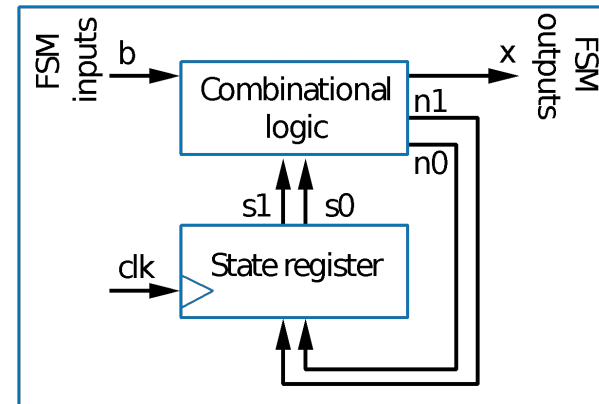 FSM
inputs
b
Combinational
logic
x
FSM
outputs
n1
n0
s1
s0
clk
State register